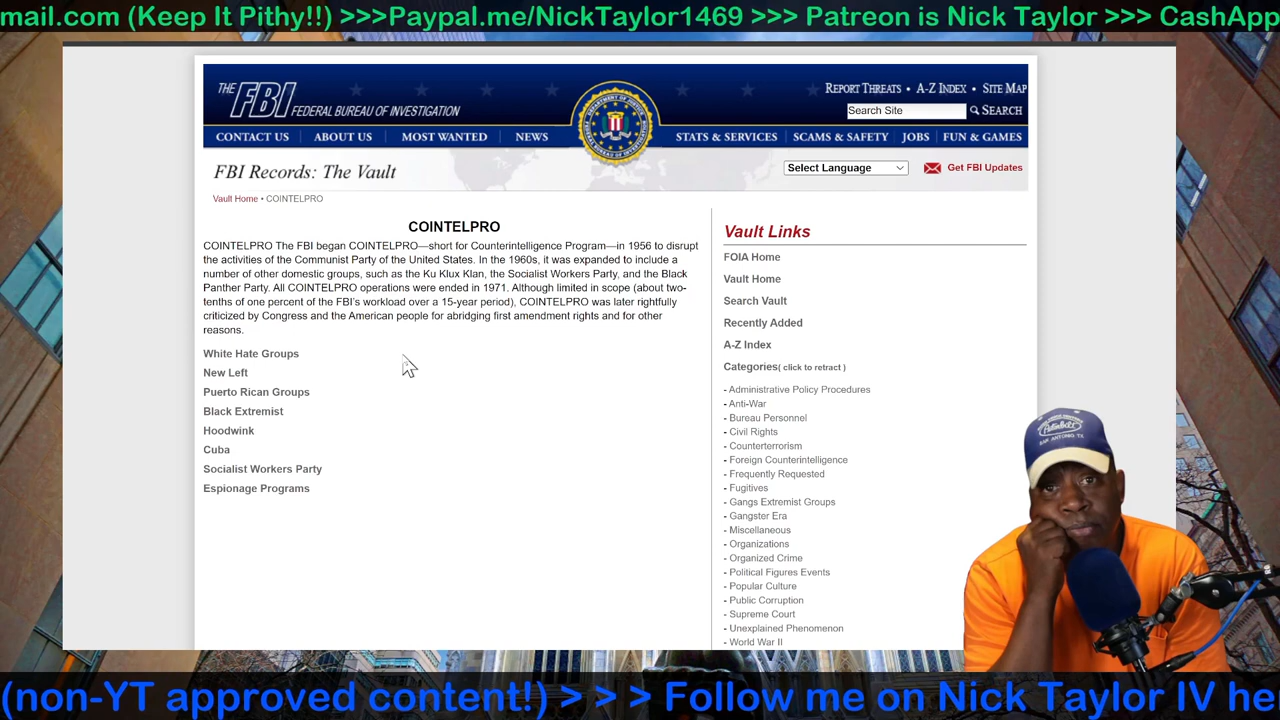 mail.com (Keep It Pithy!!) >>>Paypal.me/NickTaylor1469 >>> Patreon is Nick Taylor >>> CashApp
THE FBI FEDERAL BUREAU OF INVESTIGATION
REPORT THREATS • A-Z INDEX • SITE MAP
Search Site SEARCH
CONTACT US ABOUT US MOST WANTED NEWS STATS & SERVICES SCAMS & SAFETY JOBS FUN & GAMES
FBI Records: The Vault
Select Language Get FBI Updates
Vault Home • COINTELPRO
COINTELPRO
COINTELPRO The FBI began COINTELPRO—short for Counterintelligence Program—in 1956 to disrupt
the activities of the Communist Party of the United States. In the 1960s, it was expanded to include a
number of other domestic groups, such as the Ku Klux Klan, the Socialist Workers Party, and the Black
Panther Party. All COINTELPRO operations were ended in 1971. Although limited in scope (about two-
tenths of one percent of the FBI's workload over a 15-year period), COINTELPRO was later rightfully
criticized by Congress and the American people for abridging first amendment rights and for other
reasons.
White Hate Groups
New Left
Puerto Rican Groups
Black Extremist
Hoodwink
Cuba
Socialist Workers Party
Espionage Programs
Vault Links
FOIA Home
Vault Home
Search Vault
Recently Added
A-Z Index
Categories( click to retract )
- Administrative Policy Procedures
- Anti-War
- Bureau Personnel
- Civil Rights
- Counterterrorism
- Foreign Counterintelligence
- Frequently Requested
- Fugitives
- Gangs Extremist Groups
- Gangster Era
- Miscellaneous
- Organizations
- Organized Crime
- Political Figures Events
- Popular Culture
- Public Corruption
- Supreme Court
- Unexplained Phenomenon
- World War II
SAN ANTONIO TX
(non-YT approved content!) > > > Follow me on Nick Taylor IV he